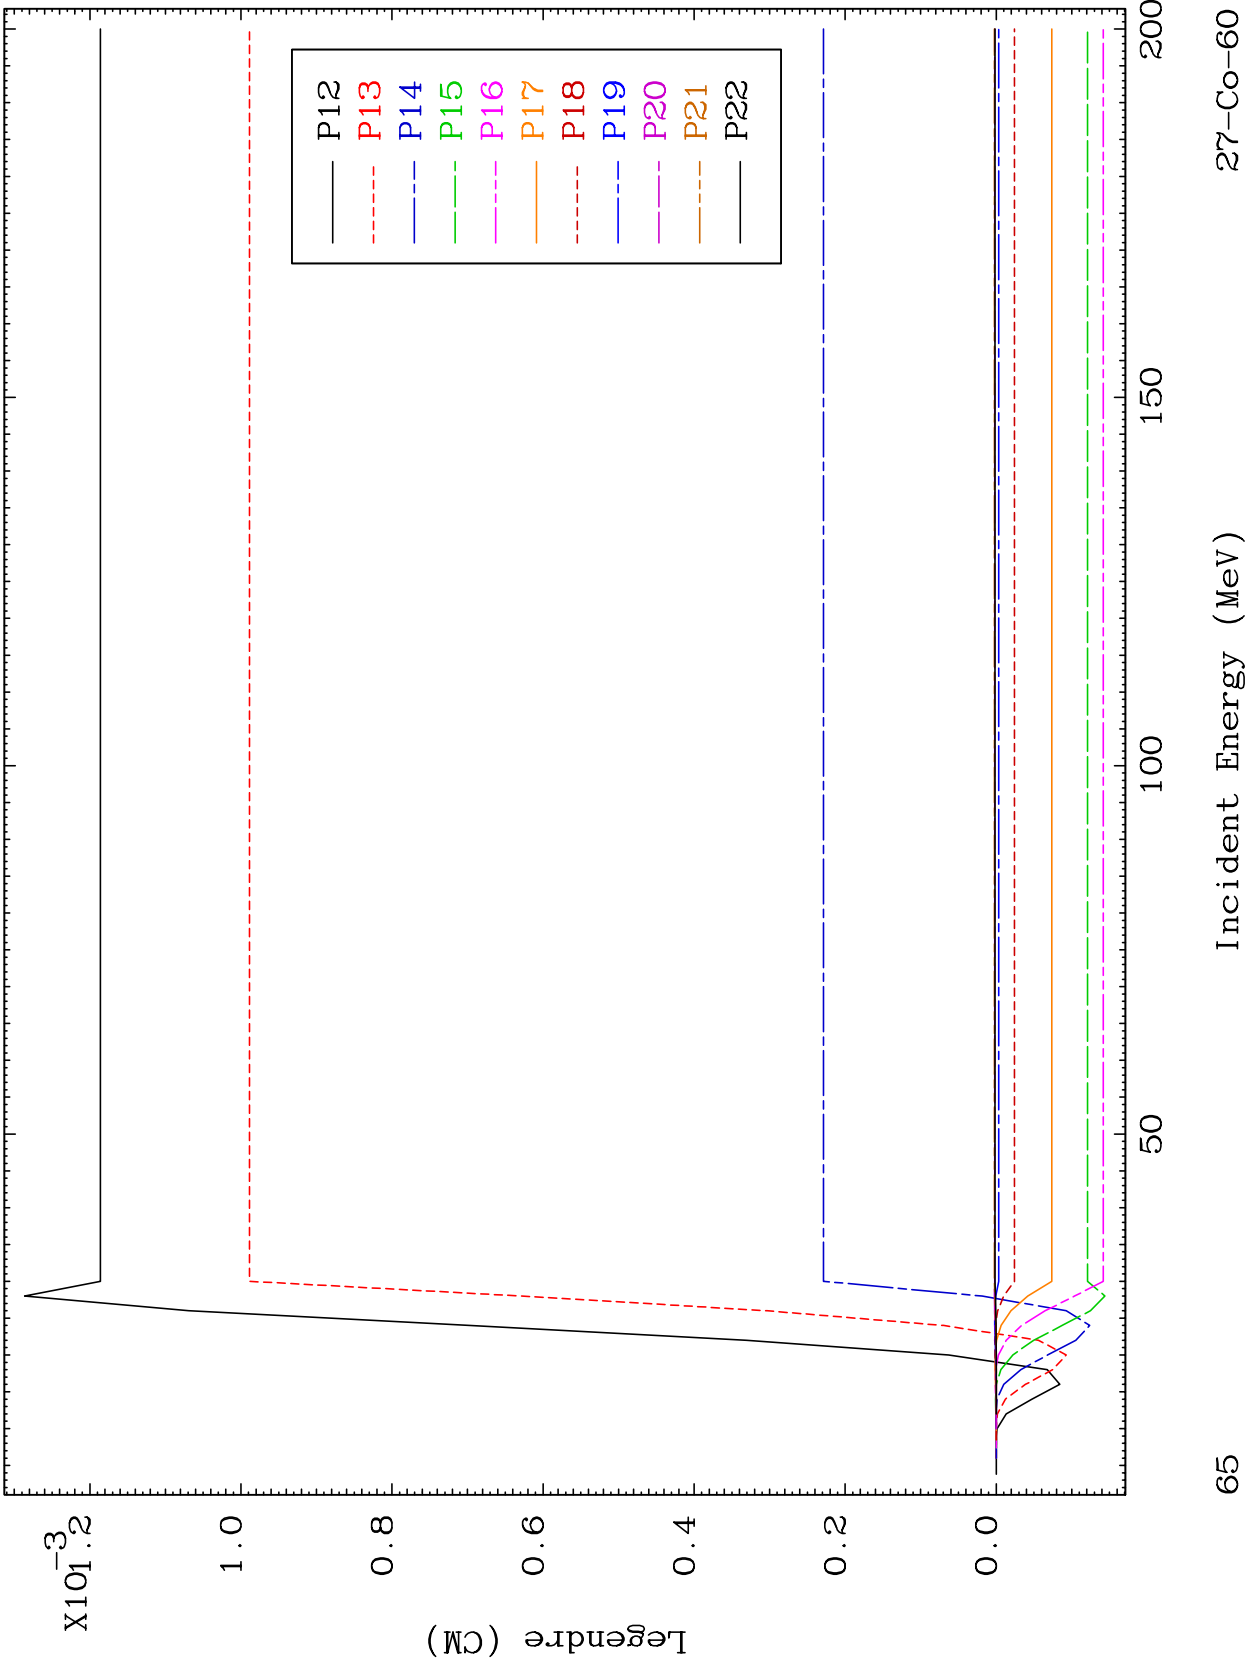 X10-3
1.2
1.0
0.8
0.6
0.4
0.2
0.0
Legendre (CM)
P12
P13
P14
P15
P16
P17
P18
P19
P20
P21
P22
50
100
150
200
Incident Energy (MeV)
65
27-Co-60